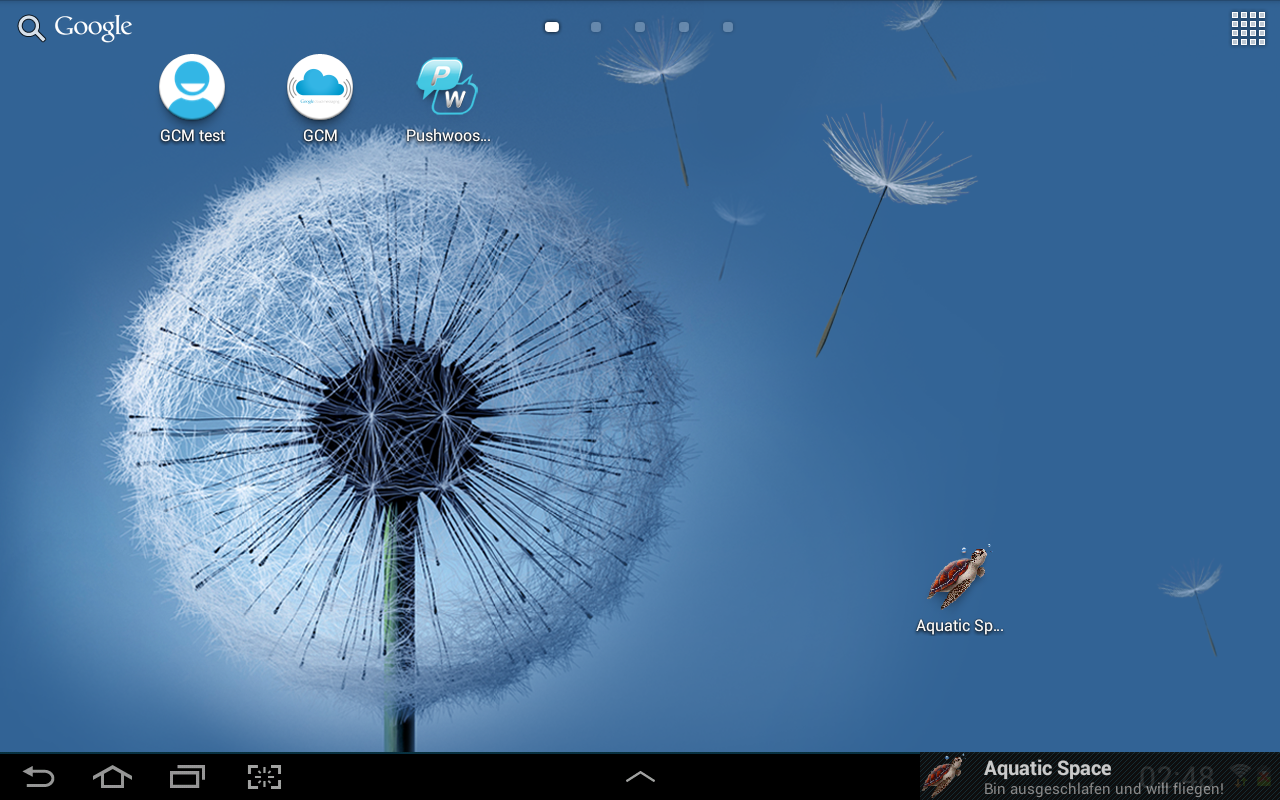 Google
GCM test
GCM
Pushwoos...
P
W
Aquatic Sp...
Aquatic Space
02:48
Bin ausgeschlafen und will fliegen!